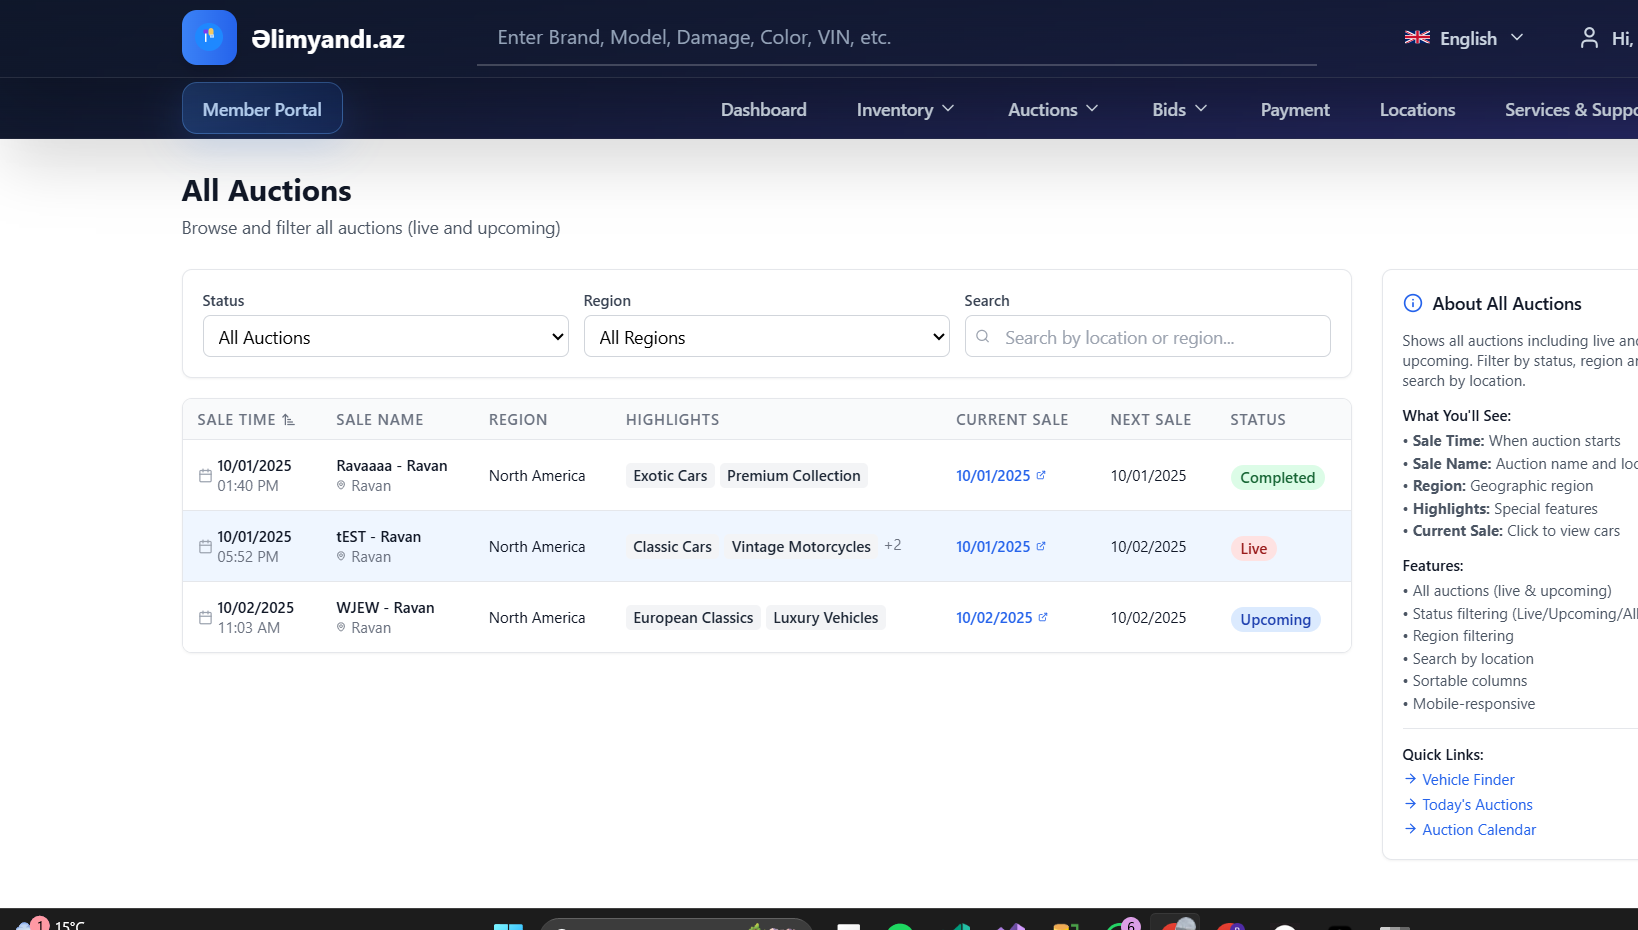 Əlimyandı.az
Enter Brand, Model, Damage, Color, VIN, etc.
English
Hi,
Member Portal
Dashboard
Inventory
Auctions
Bids
Payment
Locations
Services & Suppo
All Auctions
Browse and filter all auctions (live and upcoming)
Status
Region
Search
All Auctions
All Regions
Search by location or region...
SALE TIME SALE NAME REGION HIGHLIGHTS CURRENT SALE NEXT SALE STATUS
10/01/2025
01:40 PM
Ravaaaa - Ravan
Ravan
North America
Exotic Cars Premium Collection
10/01/2025
10/01/2025
Completed
10/01/2025
05:52 PM
tEST - Ravan
Ravan
North America
Classic Cars Vintage Motorcycles +2
10/01/2025
10/02/2025
Live
10/02/2025
11:03 AM
WJEW - Ravan
Ravan
North America
European Classics Luxury Vehicles
10/02/2025
10/02/2025
Upcoming
About All Auctions
Shows all auctions including live and
upcoming. Filter by status, region an
search by location.
What You'll See:
• Sale Time: When auction starts
• Sale Name: Auction name and loc
• Region: Geographic region
• Highlights: Special features
• Current Sale: Click to view cars
Features:
• All auctions (live & upcoming)
• Status filtering (Live/Upcoming/All
• Region filtering
• Search by location
• Sortable columns
• Mobile-responsive
Quick Links:
→ Vehicle Finder
→ Today's Auctions
→ Auction Calendar
1
15°C
6